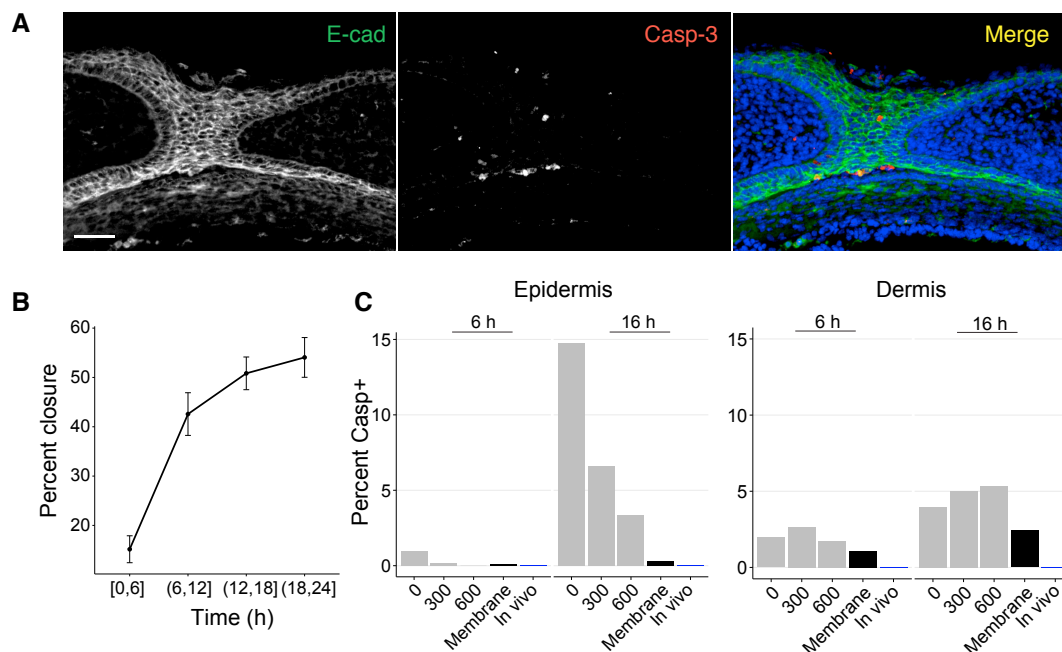 A
E-cad
Casp-3
Merge
B
Percent closure
60
50
40
30
20
[0,6]
(6,12]
(12,18]
(18,24]
Time (h)
C
Epidermis
Dermis
6 h
16 h
6 h
16 h
Percent Casp+
15
10
5
0
0
300
600
Membrane
In vivo
0
300
600
Membrane
In vivo
15
10
5
0
0
300
600
Membrane
In vivo
0
300
600
Membrane
In vivo